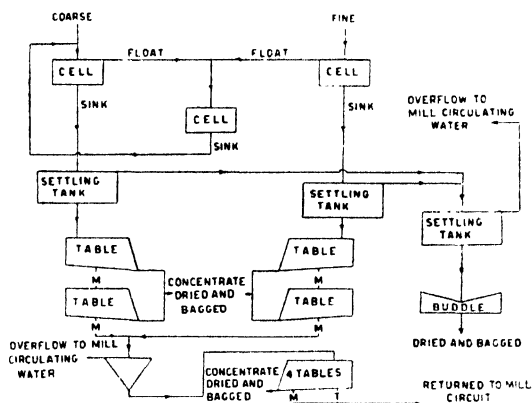 COARSE
FINE
FLOAT
FLOAT
CELL
CELL
SINK
SINK
CELL
SINK
OVERFLOW TO
MILL CIRCULATING
WATER
SETTLING
TANK
SETTLING
TANK
SETTLING
TANK
TABLE
TABLE
M
M
CONCENTRATE
DRIED AND
BAGGED
TABLE
TABLE
M
M
BUDDLE
DRIED AND BAGGED
OVERFLOW TO MILL
CIRCULATING
WATER
CONCENTRATE
DRIED AND
BAGGED
4 TABLES
M
T
RETURNED TO MILL
CIRCUIT